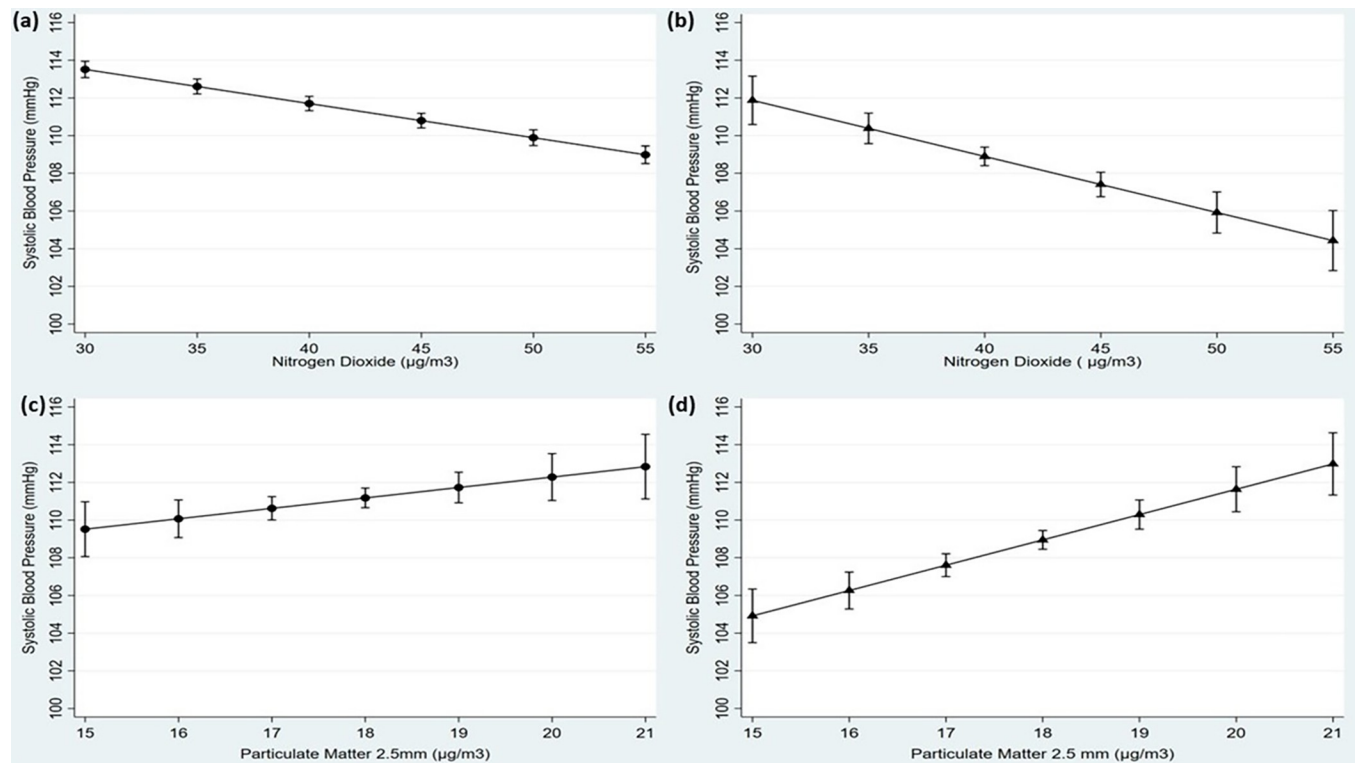 (a)
Systolic Blood Pressure (mmHg)
116
114
112
110
108
106
104
102
100
30 35 40 45 50 55
Nitrogen Dioxide (µg/m3)
(b)
Systolic Blood Pressure (mmHg)
116
114
112
110
108
106
104
102
100
30 35 40 45 50 55
Nitrogen Dioxide ( µg/m3)
(c)
Systolic Blood Pressure (mmHg)
116
114
112
110
108
106
104
102
100
15 16 17 18 19 20 21
Particulate Matter 2.5mm (µg/m3)
(d)
Systolic Blood Pressure (mmHg)
116
114
112
110
108
106
104
102
100
15 16 17 18 19 20 21
Particulate Matter 2.5 mm (µg/m3)